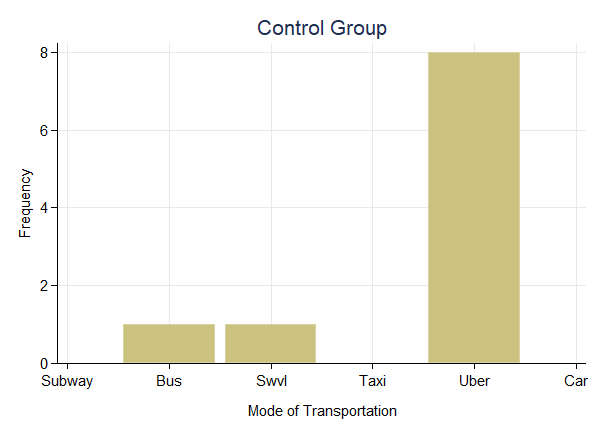 Control Group
Frequency
8
6
4
2
0
Subway Bus Swvl Taxi Uber Car
Mode of Transportation